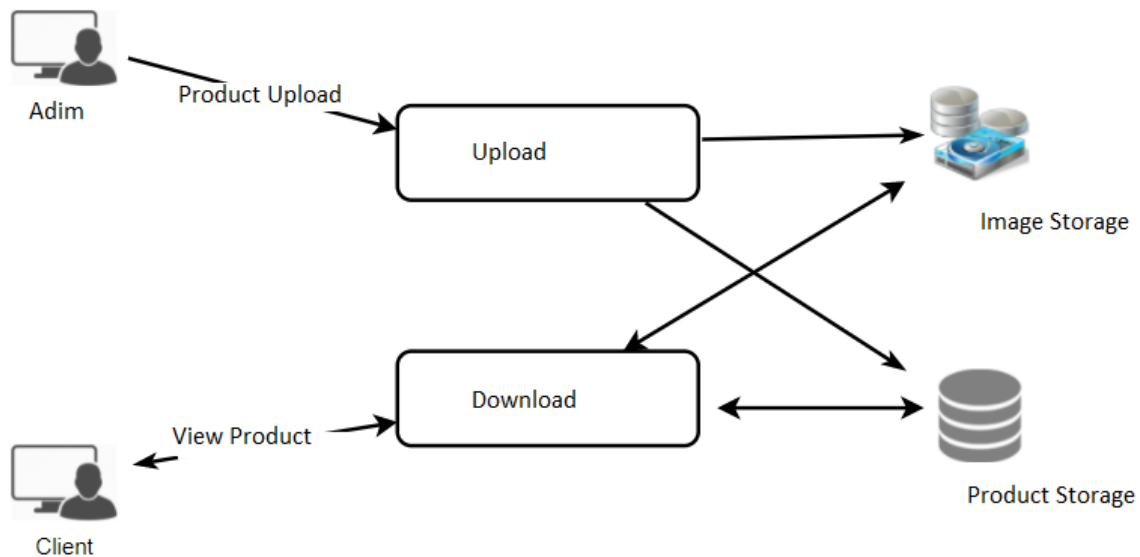 Adim
Product Upload
Upload
Image Storage
Download
View Product
Product Storage
Client